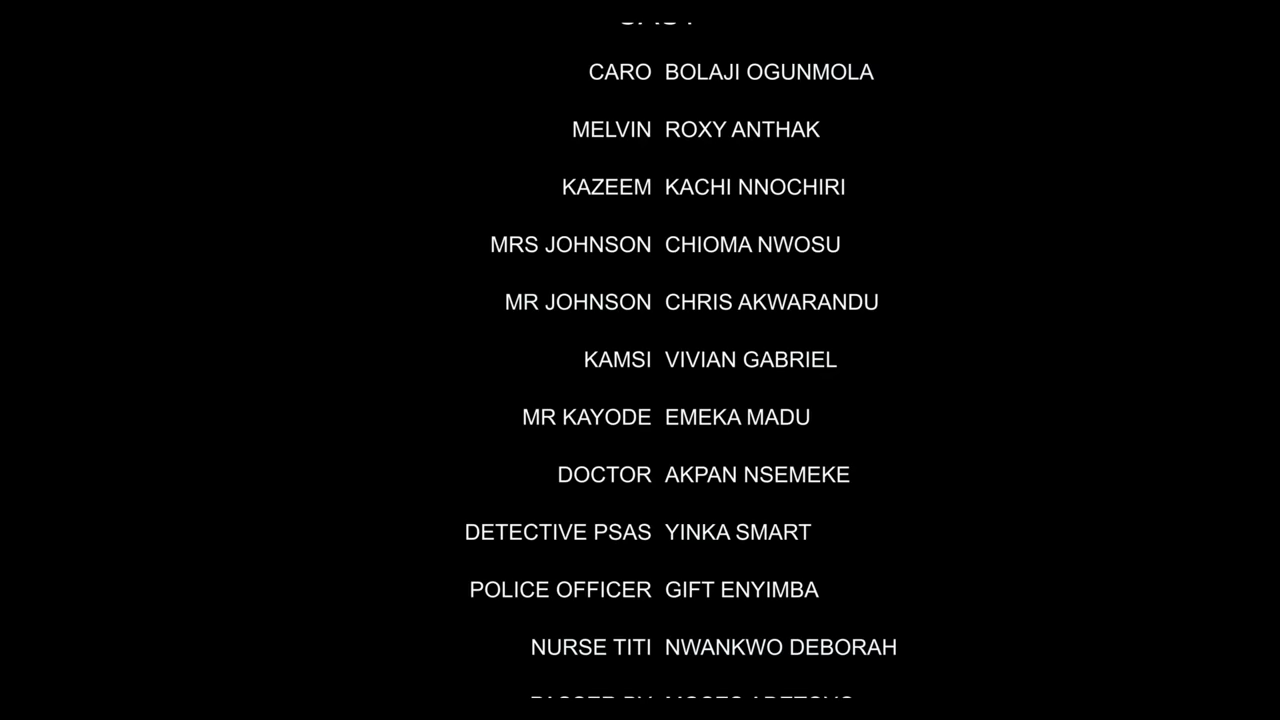 CARO BOLAJI OGUNMOLA
MELVIN ROXY ANTHAK
KAZEEM KACHI NNOCHIRI
MRS JOHNSON CHIOMA NWOSU
MR JOHNSON CHRIS AKWARANDU
KAMSI VIVIAN GABRIEL
MR KAYODE EMEKA MADU
DOCTOR AKPAN NSEMEKE
DETECTIVE PSAS YINKA SMART
POLICE OFFICER GIFT ENYIMBA
NURSE TITI NWANKWO DEBORAH